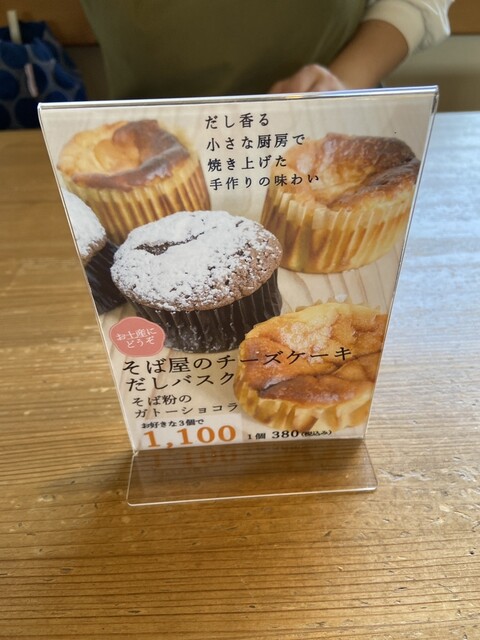 だし香る
小さな厨房で
焼き上げた
手作りの味わい
お土産に
どうぞ
そば屋のチーズケーキ
だしバスク
そば粉の
ガトーショコラ
お好きな3個で
1,100 1個 380(税込み)